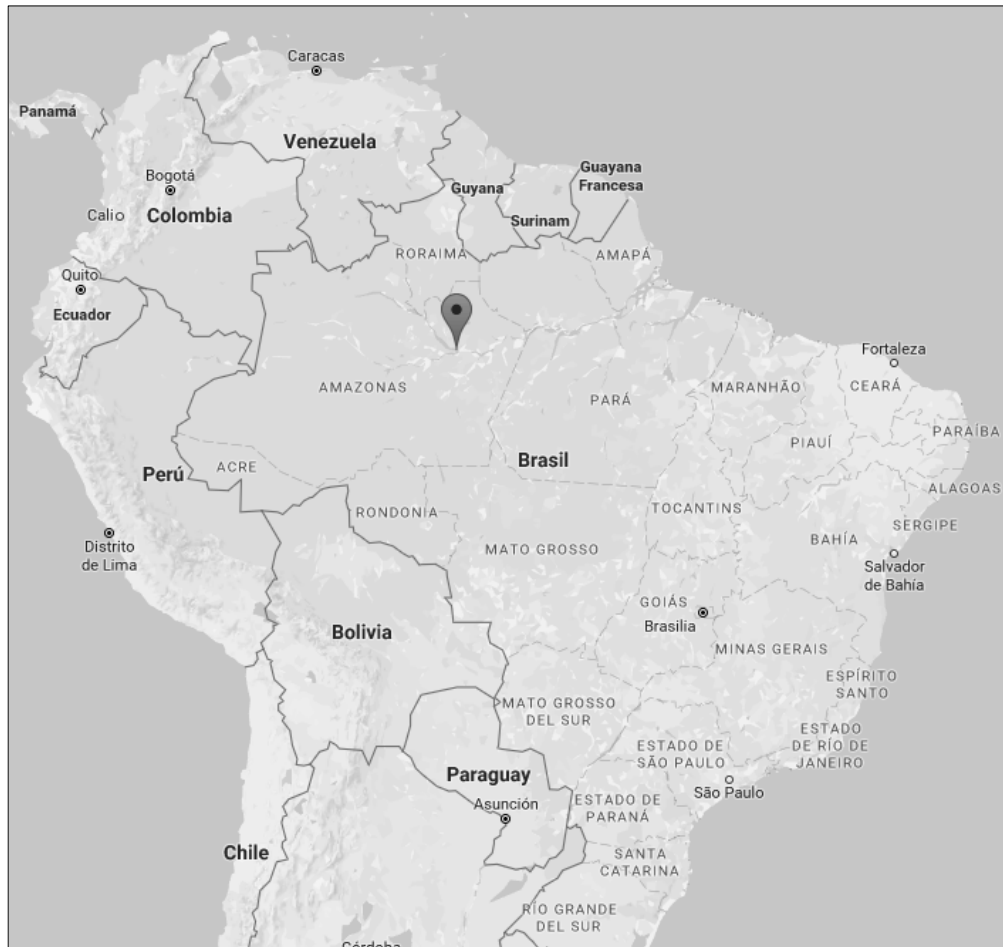 Caracas
Panamá
Venezuela
Guayana
Francesa
Bogotá
Guyana
Calio
Colombia
Surinam
RORAIMA
AMAPÁ
Quito
Ecuador
Fortaleza
AMAZONAS
PARÁ
MARANHÃO
CEARÁ
PARAÍBA
PIAUÍ
Perú
ACRE
Brasil
ALAGOAS
RONDONIA
TOCANTINS
SERGIPE
BAHÍA
Distrito
de Lima
MATO GROSSO
Salvador
de Bahía
GOIÁS
Brasilia
Bolivia
MINAS GERAIS
ESPÍRITO
SANTO
MATO GROSSO
DEL SUR
ESTADO
DE RÍO DE
JANEIRO
ESTADO DE
SÃO PAULO
Paraguay
São Paulo
Asunción
ESTADO DE
PARANÁ
Chile
SANTA
CATARINA
RÍO GRANDE
DEL SUR
Córdoba